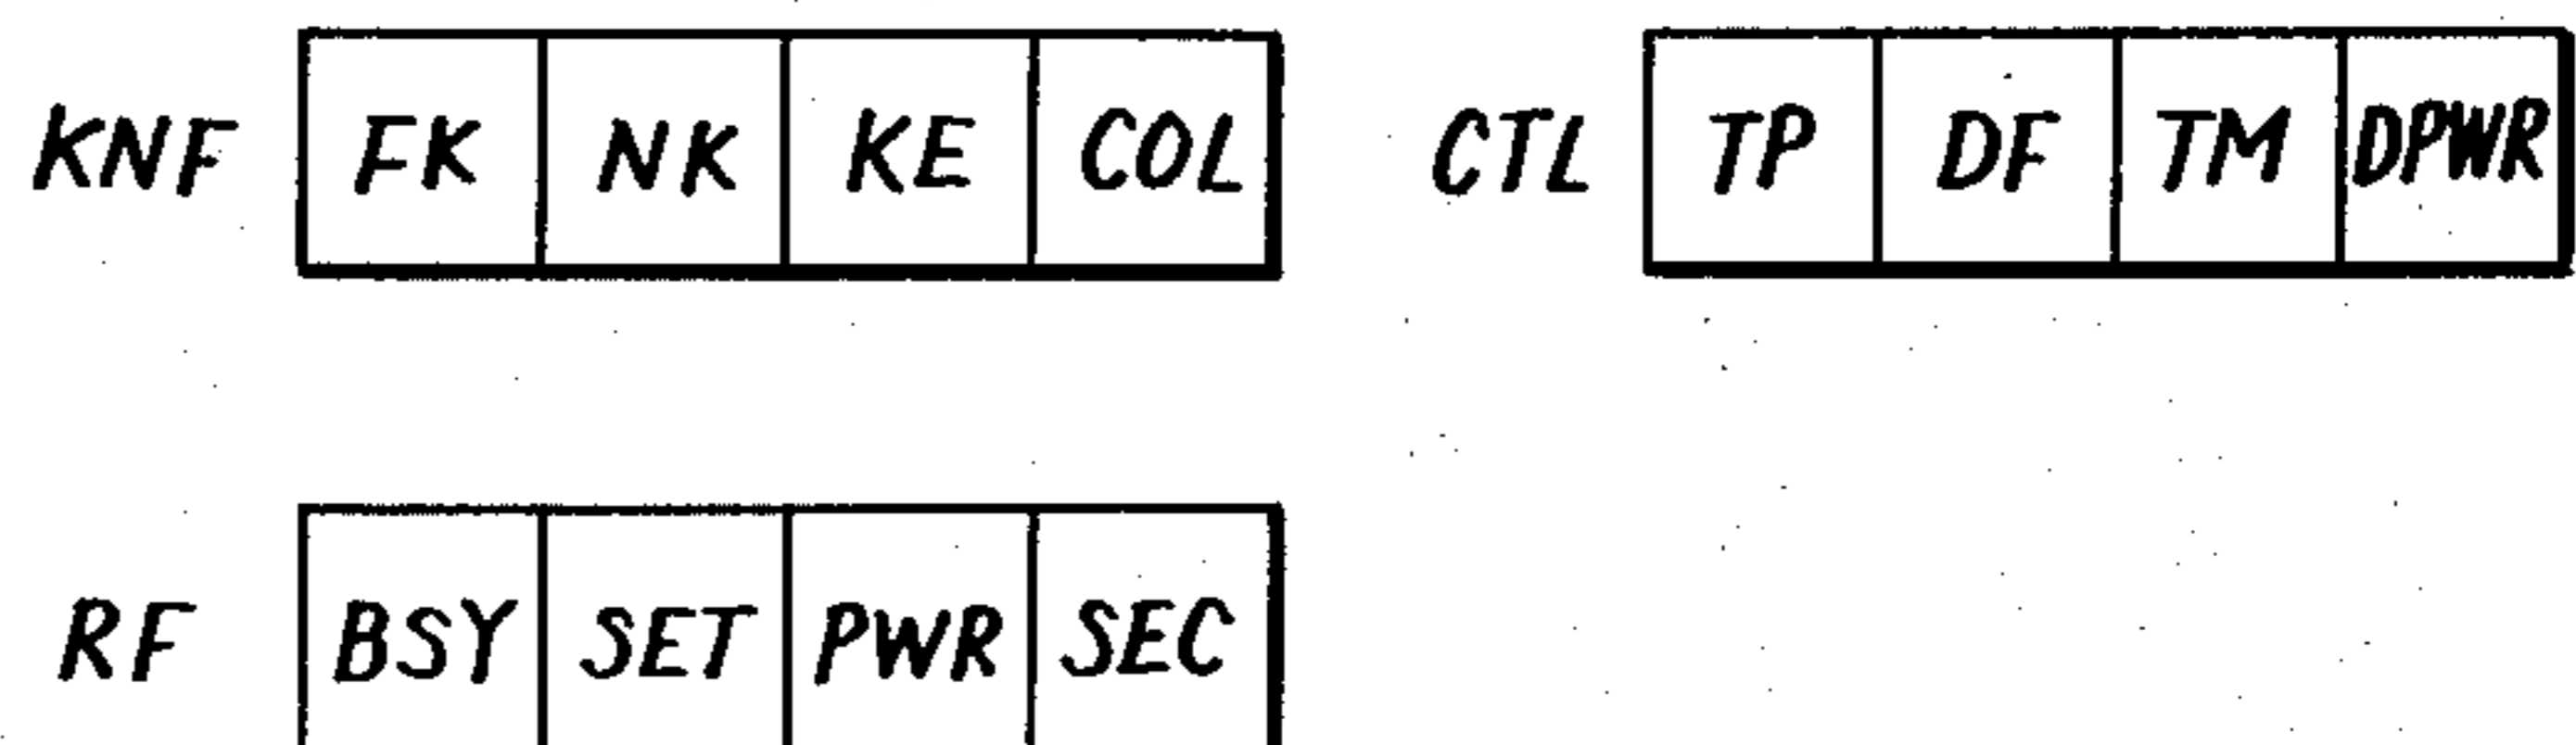 KNF FK NK KE COL CTL TP DF TM DPWR
RF BSY SET PWR SEC